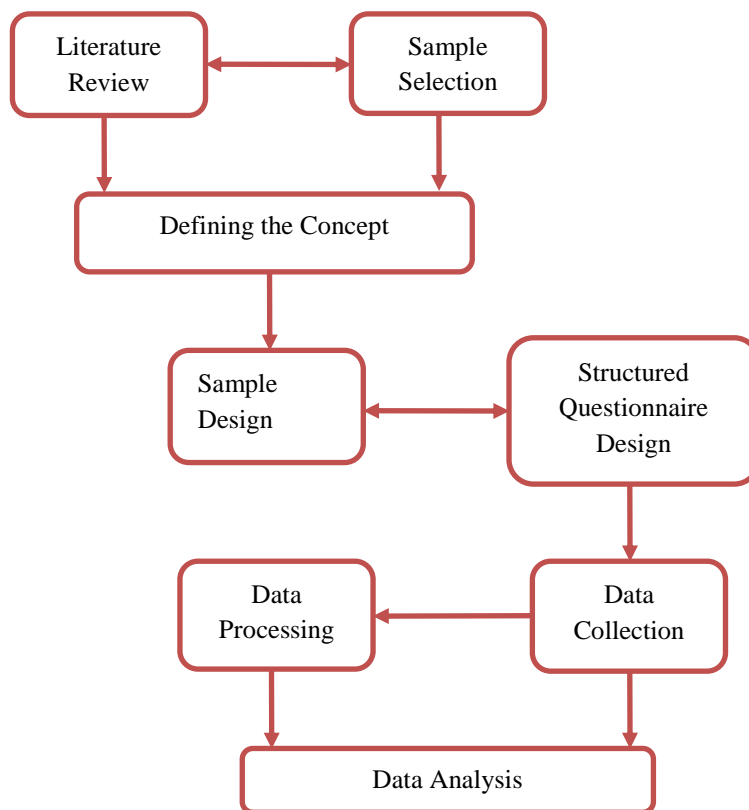 Literature
Review
Sample
Selection
Defining the Concept
Sample
Design
Structured
Questionnaire
Design
Data
Processing
Data
Collection
Data Analysis